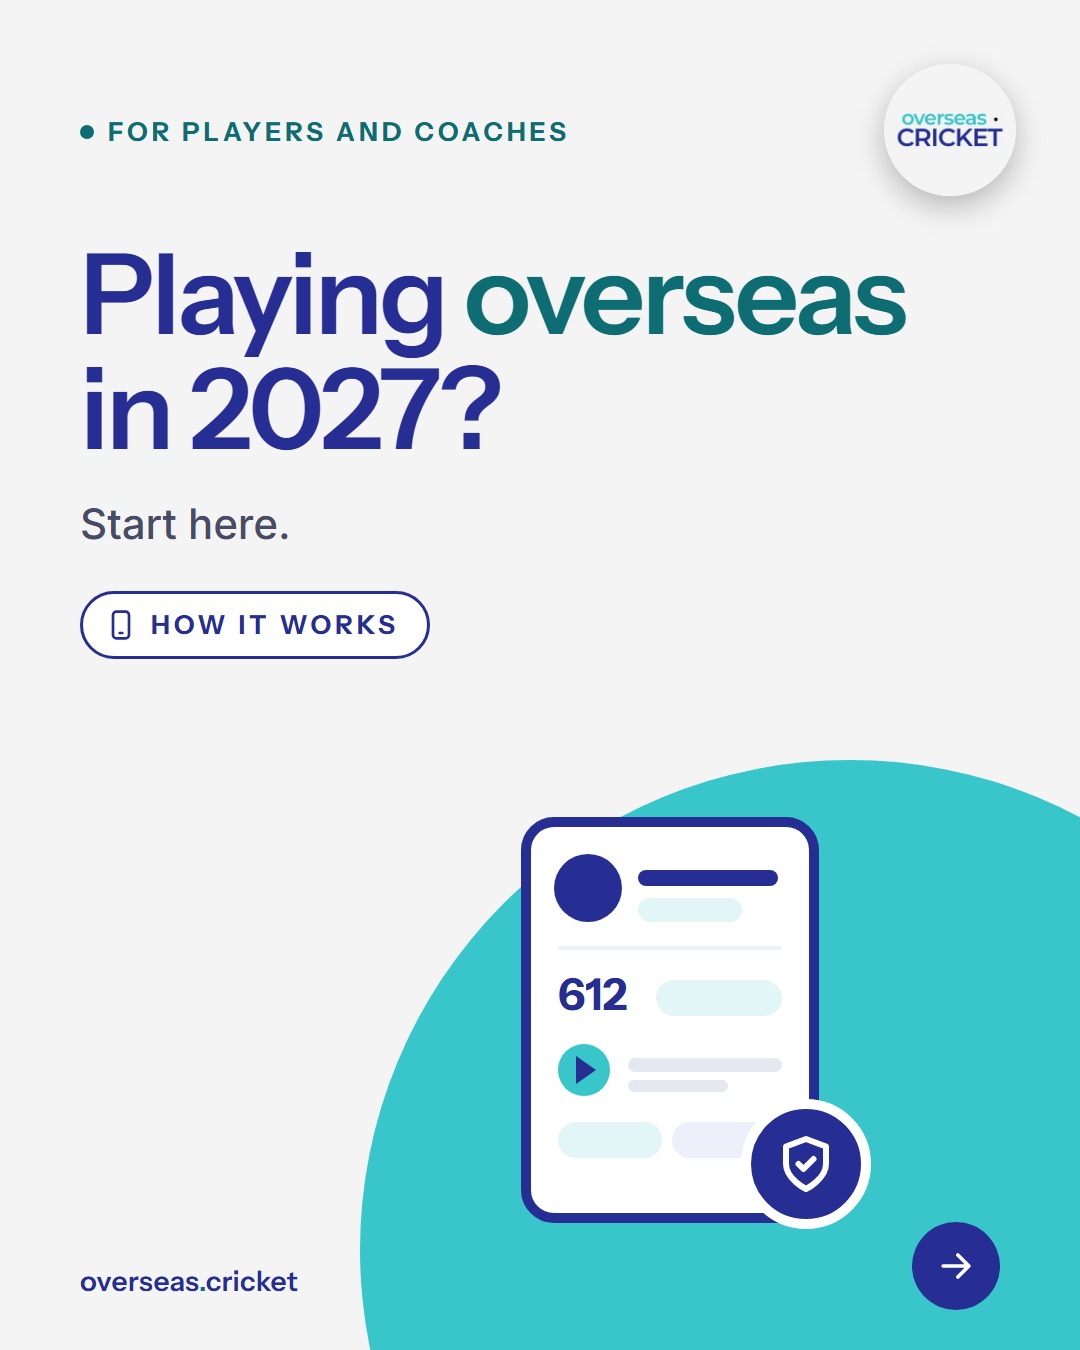 FOR PLAYERS AND COACHES
overseas
CRICKET
Playing overseas
in 2027?
Start here.
HOW IT WORKS
612
overseas.cricket